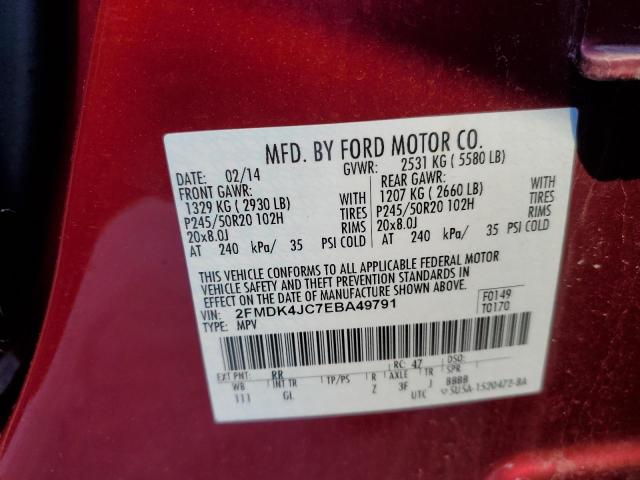 MFD. BY FORD MOTOR CO.
DATE: 02/14 GVWR: 2531 KG ( 5580 LB)
FRONT GAWR: REAR GAWR:
1329 KG ( 2930 LB) WITH 1207 KG ( 2660 LB) WITH
P245/50R20 102H TIRES P245/50R20 102H TIRES
20x8.0J RIMS 20x8.0J RIMS
AT 240 kPa/ 35 PSI COLD AT 240 kPa/ 35 PSI COLD
THIS VEHICLE CONFORMS TO ALL APPLICABLE FEDERAL MOTOR
VEHICLE SAFETY AND THEFT PREVENTION STANDARDS IN
EFFECT ON THE DATE OF MANUFACTURE SHOWN ABOVE.
VIN: 2FMDK4JC7EBA49791 F0149
TYPE: MPV T0170
EXT PNT: RR RC: 47 DSO:
WB INT TR TP/PS R AXLE TR SPR
111 GL Z 3F J BBBB
UTC